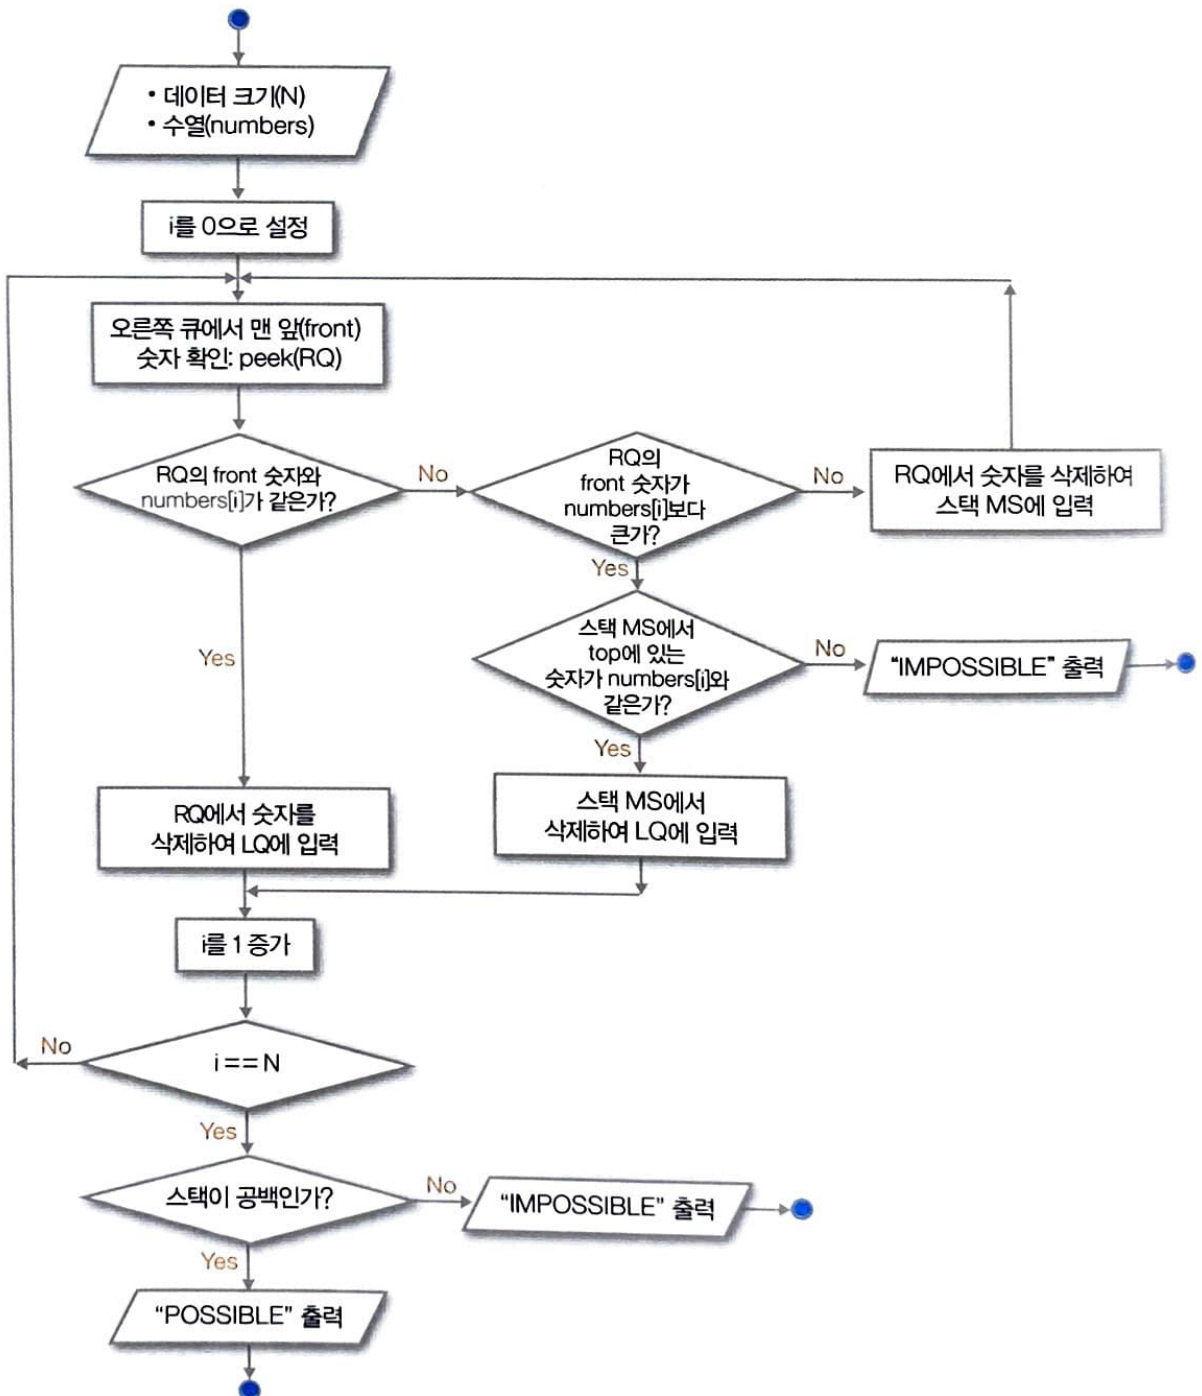 • 데이터 크기(N)
• 수열(numbers)
i를 0으로 설정
오른쪽 큐에서 맨 앞(front)
숫자 확인: peek(RQ)
RQ의 front 숫자와
numbers[i]가 같은가?
No
RQ의
front 숫자가
numbers[i]보다
큰가?
No
RQ에서 숫자를 삭제하여
스택 MS에 입력
Yes
스택 MS에서
top에 있는
숫자가 numbers[i]와
같은가?
No
“IMPOSSIBLE” 출력
Yes
Yes
RQ에서 숫자를
삭제하여 LQ에 입력
스택 MS에서
삭제하여 LQ에 입력
i를 1 증가
i == N
No
Yes
스택이 공백인가?
No
“IMPOSSIBLE” 출력
Yes
“POSSIBLE” 출력